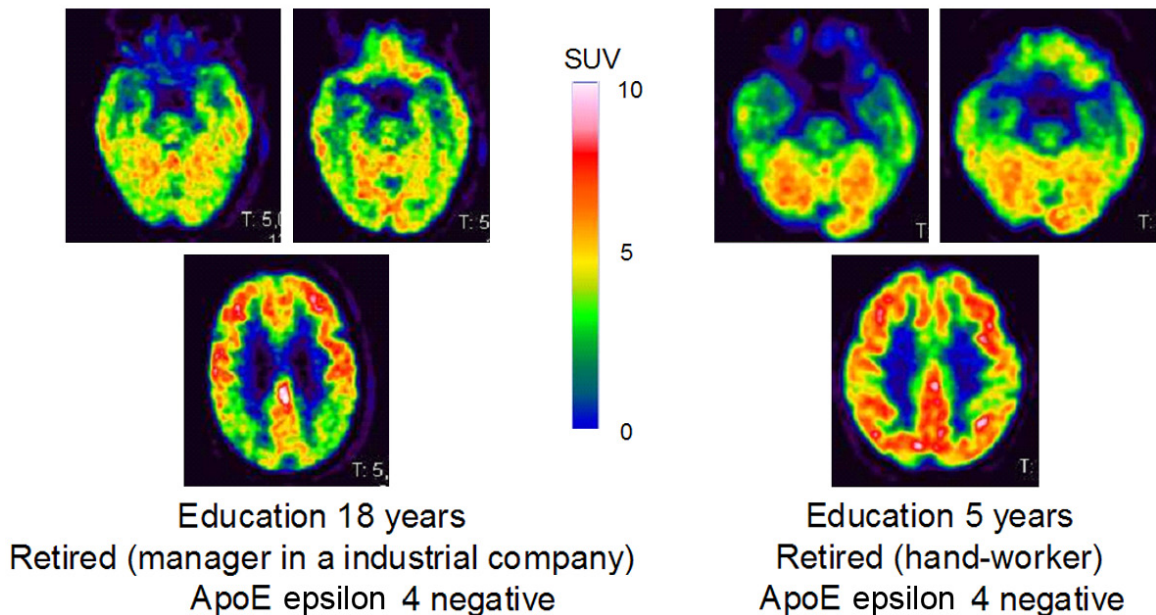 SUV
10
5
0
T: 5,0
T: 5
T: 5,
T:
T:
Education 18 years
Retired (manager in a industrial company)
ApoE epsilon 4 negative
Education 5 years
Retired (hand-worker)
ApoE epsilon 4 negative